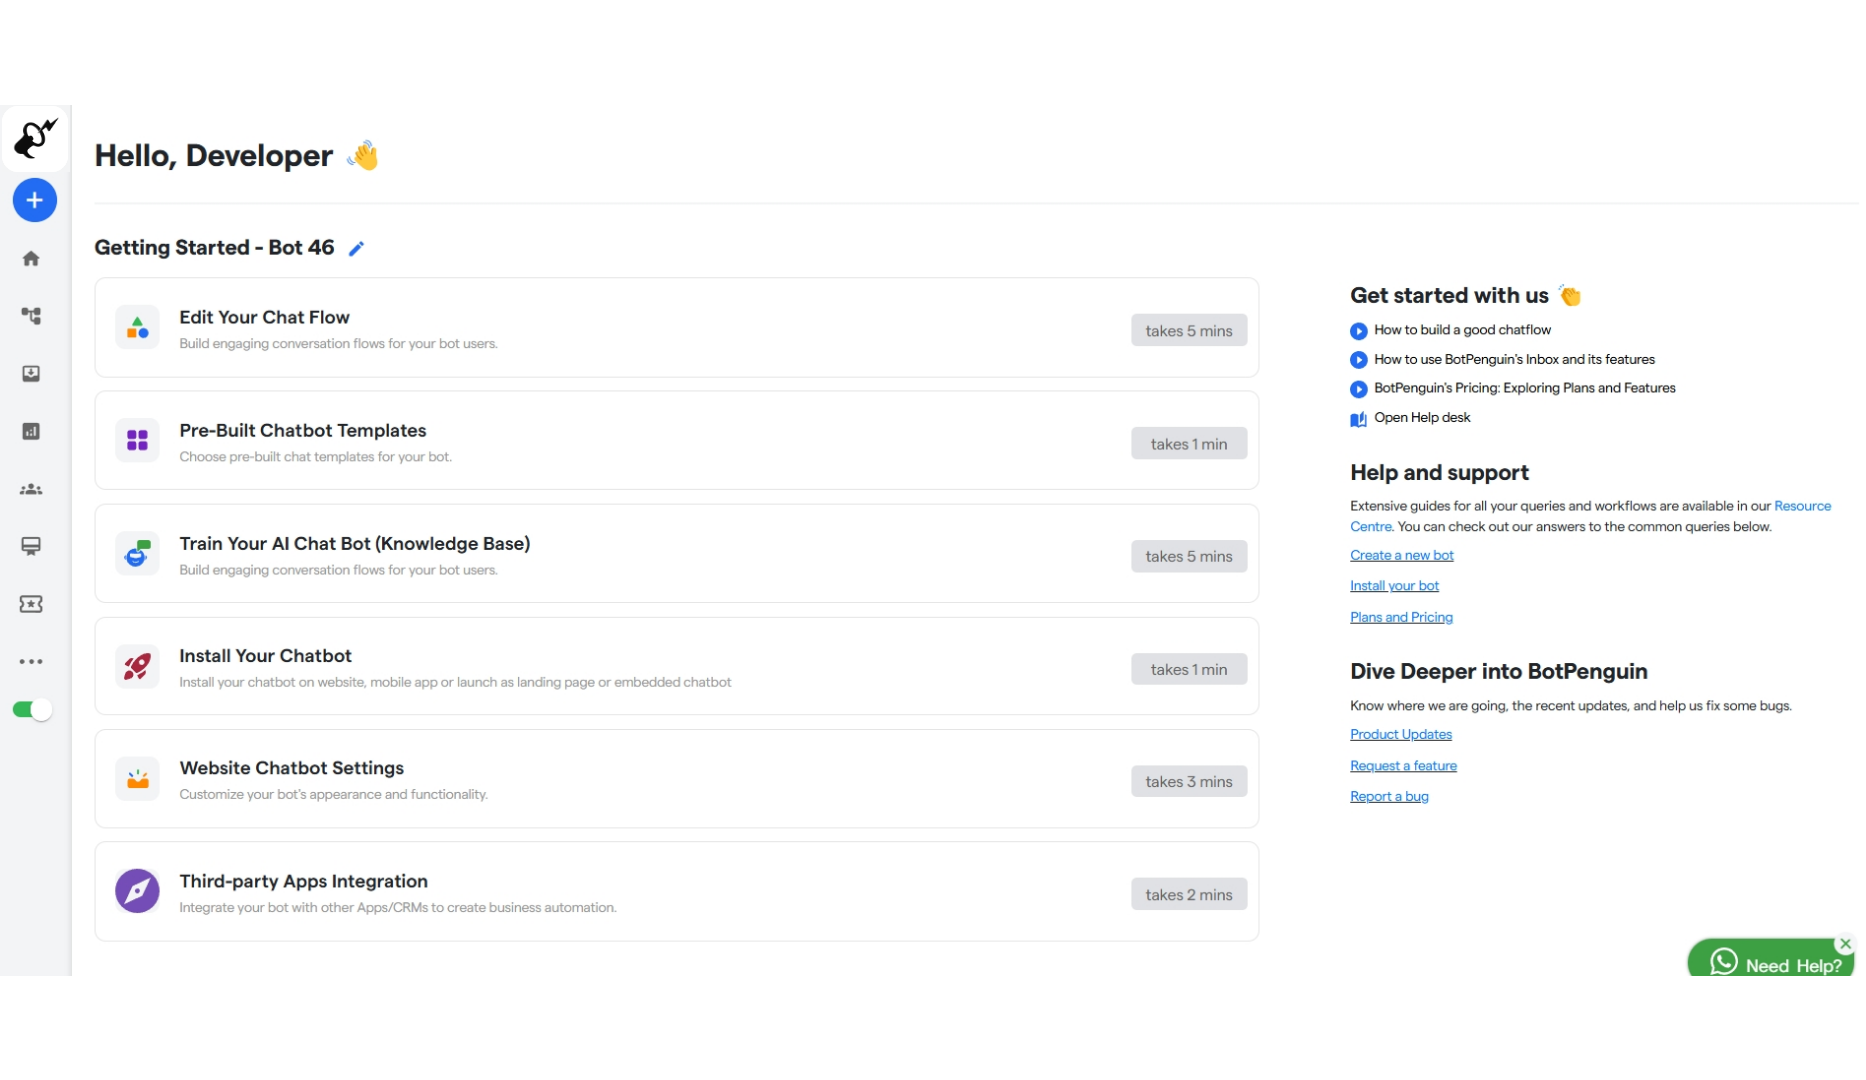 Hello, Developer
Getting Started - Bot 46
Edit Your Chat Flow
Build engaging conversation flows for your bot users.
takes 5 mins
Pre-Built Chatbot Templates
Choose pre-built chat templates for your bot.
takes 1 min
Train Your AI Chat Bot (Knowledge Base)
Build engaging conversation flows for your bot users.
takes 5 mins
Install Your Chatbot
Install your chatbot on website, mobile app or launch as landing page or embedded chatbot
takes 1 min
Website Chatbot Settings
Customize your bot's appearance and functionality.
takes 3 mins
Third-party Apps Integration
Integrate your bot with other Apps/CRMs to create business automation.
takes 2 mins
Get started with us
How to build a good chatflow
How to use BotPenguin's Inbox and its features
BotPenguin's Pricing: Exploring Plans and Features
Open Help desk
Help and support
Extensive guides for all your queries and workflows are available in our Resource
Centre. You can check out our answers to the common queries below.
Create a new bot
Install your bot
Plans and Pricing
Dive Deeper into BotPenguin
Know where we are going, the recent updates, and help us fix some bugs.
Product Updates
Request a feature
Report a bug
Need Help?